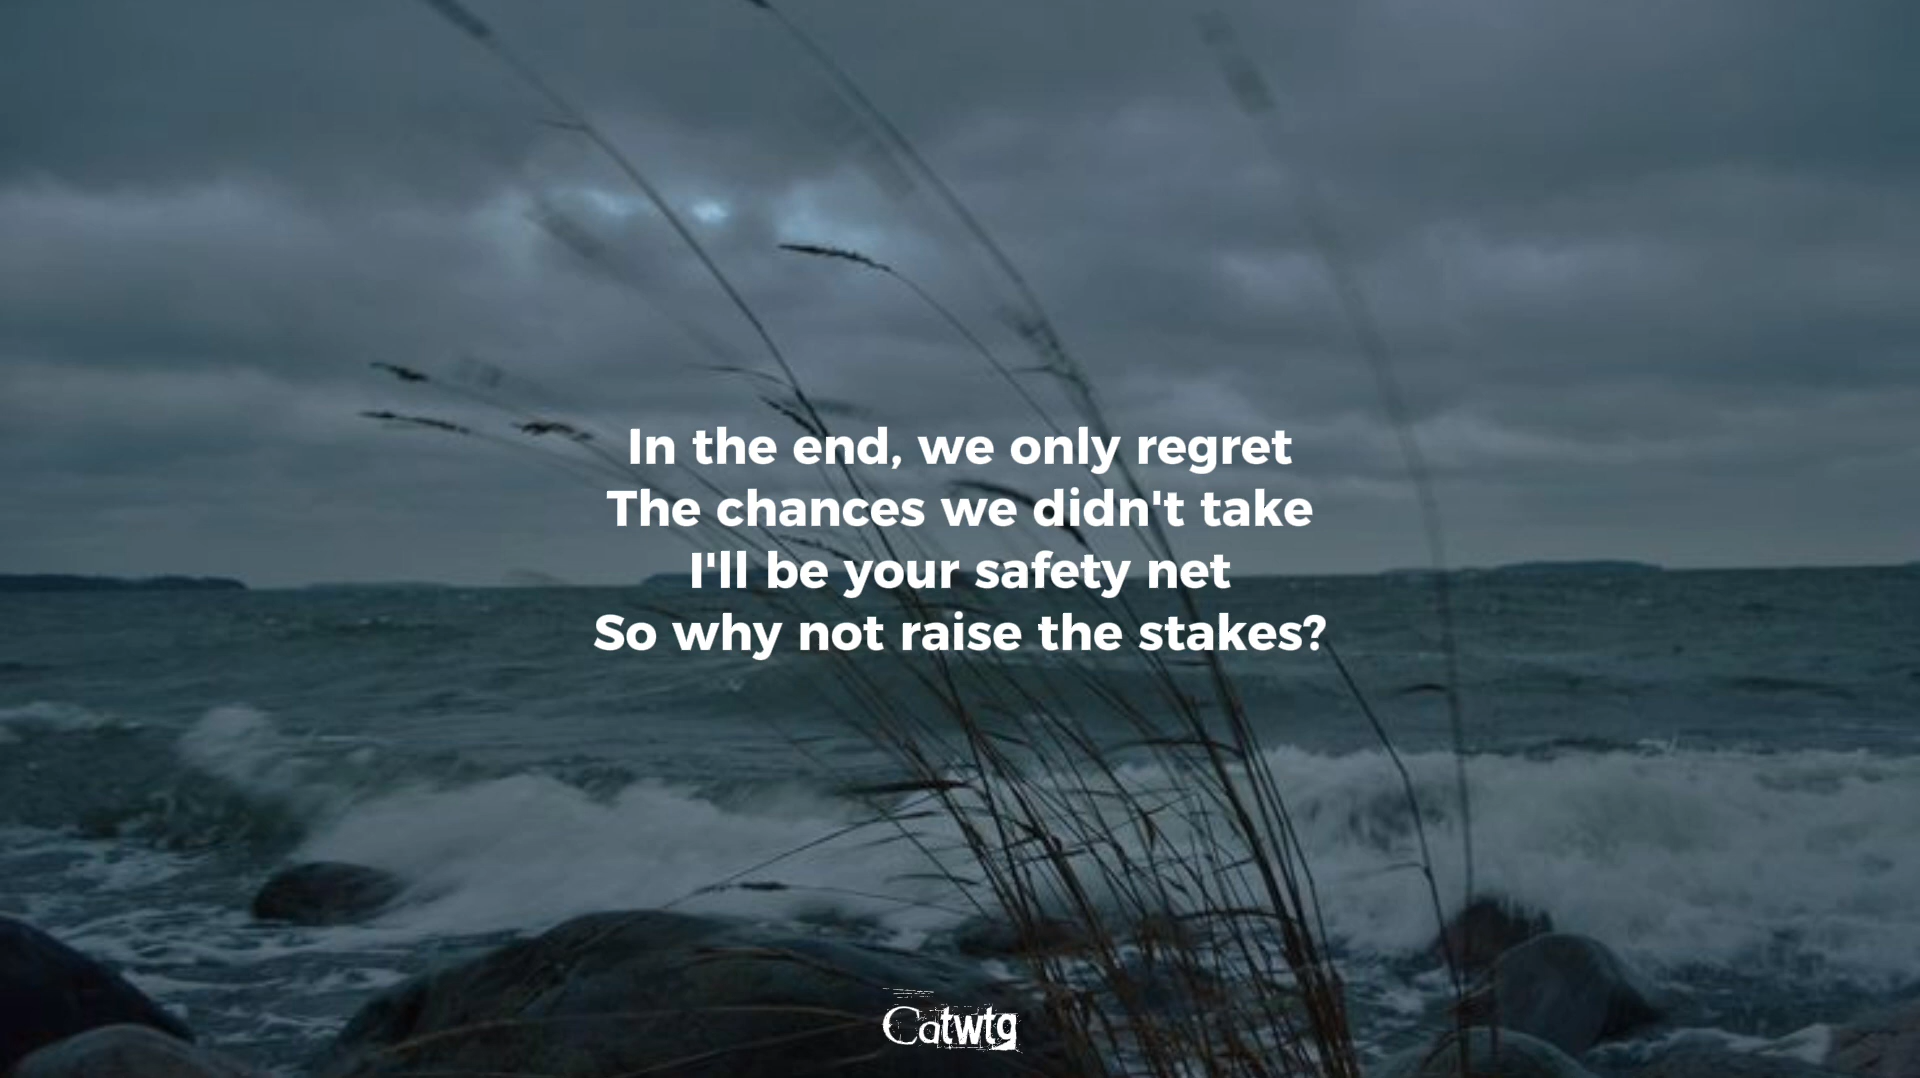 In the end, we only regret
The chances we didn't take
I'll be your safety net
So why not raise the stakes?
Catwtg